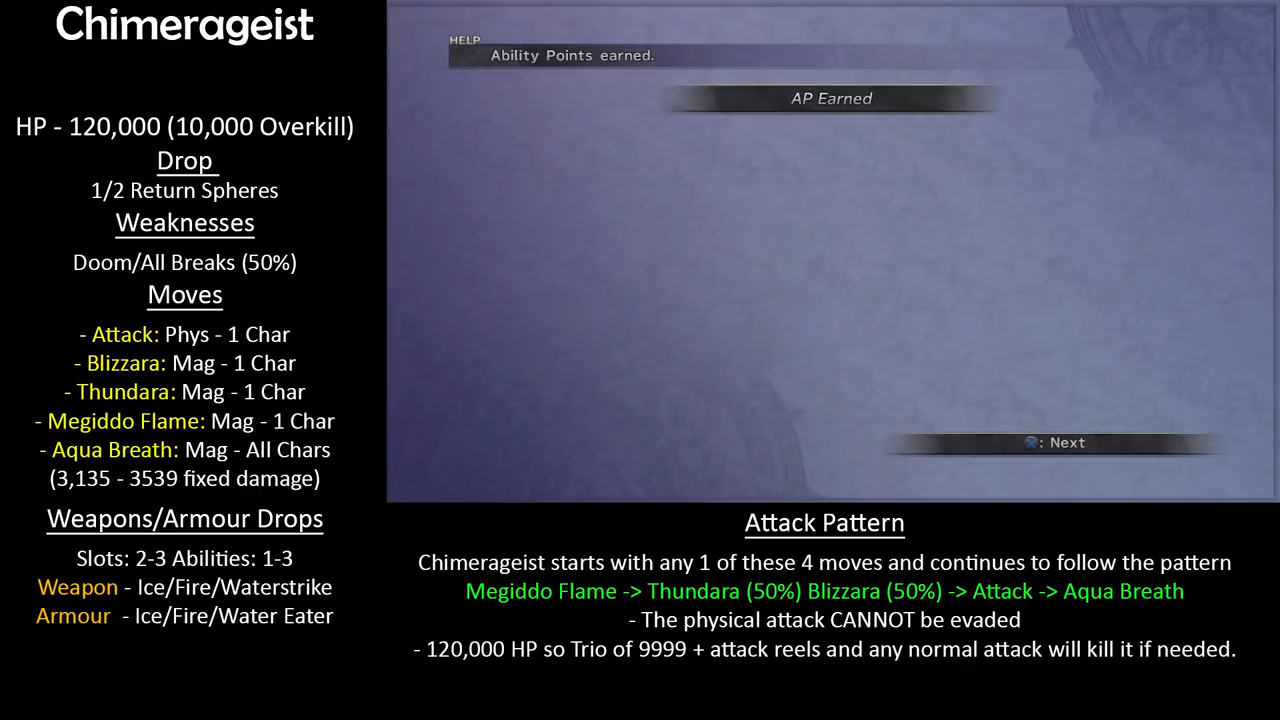 Chimerageist
HP - 120,000 (10,000 Overkill)
Drop
1/2 Return Spheres
Weaknesses
Doom/All Breaks (50%)
Moves
- Attack: Phys - 1 Char
- Blizzara: Mag - 1 Char
- Thundara: Mag - 1 Char
- Megiddo Flame: Mag - 1 Char
- Aqua Breath: Mag - All Chars
(3,135 - 3539 fixed damage)
Weapons/Armour Drops
Slots: 2-3 Abilities: 1-3
Weapon - Ice/Fire/Waterstrike
Armour - Ice/Fire/Water Eater
HELP
Ability Points earned.
AP Earned
: Next
Attack Pattern
Chimerageist starts with any 1 of these 4 moves and continues to follow the pattern
Megiddo Flame -> Thundara (50%) Blizzara (50%) -> Attack -> Aqua Breath
- The physical attack CANNOT be evaded
- 120,000 HP so Trio of 9999 + attack reels and any normal attack will kill it if needed.